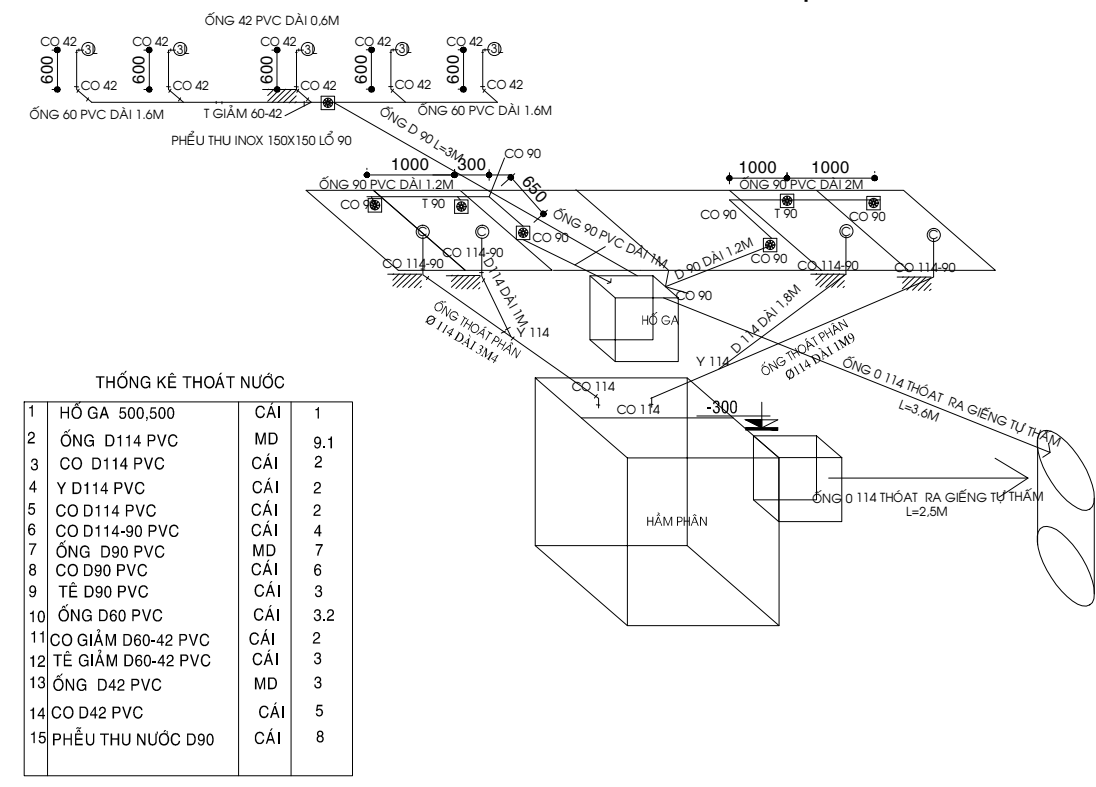 ỐNG 42 PVC DÀI 0,6M
CO 42 CO 42 CO 42 CO 42 CO 42
3L 3L 3L 3L 3L
600 600 600 600 600
CO 42 CO 42 CO 42 CO 42 CO 42
ỐNG 60 PVC DÀI 1.6M
T GIẢM 60-42
ỐNG 60 PVC DÀI 1.6M
PHỂU THU INOX 150X150 LỔ 90
ỐNG D 90 L=3M
CO 90
1000 300
650
1000 1000
ỐNG 90 PVC DÀI 1.2M
ỐNG 90 PVC DÀI 2M
CO 90
T 90
CO 90
ỐNG 90 PVC DÀI 1M
CO 90
T 90
CO 90
D 90 DÀI 1.2M
CO 90
CO 114-90
CO 114-90
CO 114-90
CO 114-90
CO 90
D114 DÀI 1M
HỐ GA
D 114 DÀI 1,8M
ỐNG THOÁT PHÂN
Ø 114 DÀI 3M4
Y 114
Y 114
ỐNG THOÁT PHÂN
Ø114 DÀI 1M9
ỐNG 0 114 THÓAT RA GIẾNG TỰ THẤM
L=3.6M
CO 114
CO 114
-300
HẦM PHÂN
ỐNG 0 114 THÓAT RA GIẾNG TỰ THẤM
L=2,5M
THỐNG KÊ THOÁT NƯỚC
1 HỐ GA 500,500 CÁI 1
2 ỐNG D114 PVC MD 9.1
3 CO D114 PVC CÁI 2
4 Y D114 PVC CÁI 2
5 CO D114 PVC CÁI 2
6 CO D114-90 PVC CÁI 4
7 ỐNG D90 PVC MD 7
8 CO D90 PVC CÁI 6
9 TÊ D90 PVC CÁI 3
10 ỐNG D60 PVC CÁI 3.2
11 CO GIẢM D60-42 PVC CÁI 2
12 TÊ GIẢM D60-42 PVC CÁI 3
13 ỐNG D42 PVC MD 3
14 CO D42 PVC CÁI 5
15 PHỄU THU NƯỚC D90 CÁI 8